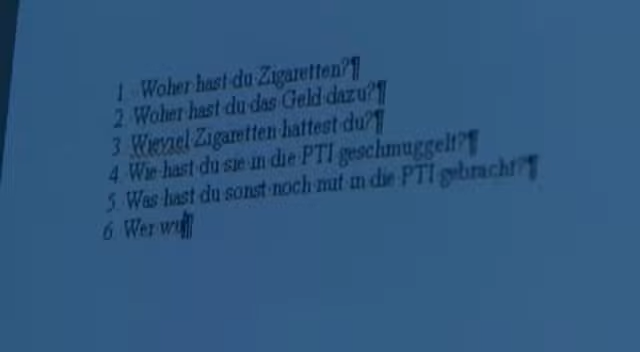 1. Woher hast du Zigaretten?¶
2. Woher hast du das Geld dazu?¶
3. Wieviel Zigaretten hattest du?¶
4. Wie hast du sie in die PTI geschmuggelt?¶
5. Was hast du sonst noch mit in die PTI gebracht?¶
6. Wer wu¶